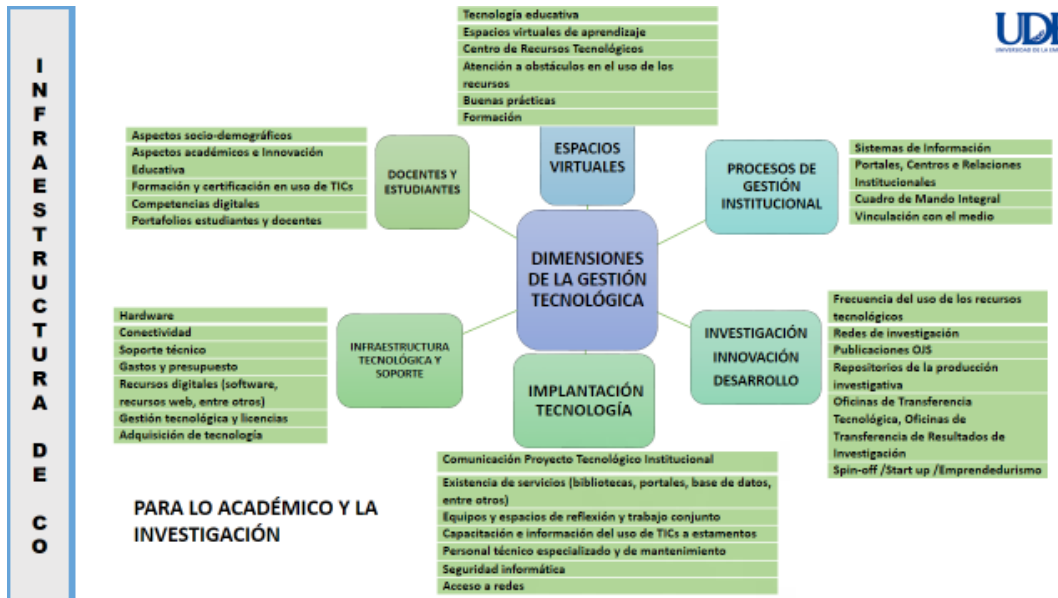 INFRAESTRUCTURA DE CO
Tecnología educativa
Espacios virtuales de aprendizaje
Centro de Recursos Tecnológicos
Atención a obstáculos en el uso de los
recursos
Buenas prácticas
Formación
ESPACIOS
VIRTUALES
Aspectos socio-demográficos
Aspectos académicos e Innovación
Educativa
Formación y certificación en uso de TICs
Competencias digitales
Portafolios estudiantes y docentes
DOCENTES Y
ESTUDIANTES
PROCESOS DE
GESTIÓN
INSTITUCIONAL
Sistemas de Información
Portales, Centros e Relaciones
Institucionales
Cuadro de Mando Integral
Vinculación con el medio
DIMENSIONES
DE LA GESTIÓN
TECNOLÓGICA
Hardware
Conectividad
Soporte técnico
Gastos y presupuesto
Recursos digitales (software,
recursos web, entre otros)
Gestión tecnológica y licencias
Adquisición de tecnología
INFRAESTRUCTURA
TECNOLÓGICA Y
SOPORTE
IMPLANTACIÓN
TECNOLOGÍA
INVESTIGACIÓN
INNOVACIÓN
DESARROLLO
Frecuencia del uso de los recursos
tecnológicos
Redes de investigación
Publicaciones OJS
Repositorios de la producción
investigativa
Oficinas de Transferencia
Tecnológica, Oficinas de
Transferencia de Resultados de
Investigación
Spin-off /Start up /Emprendedurismo
Comunicación Proyecto Tecnológico Institucional
Existencia de servicios (bibliotecas, portales, base de datos,
entre otros)
Equipos y espacios de reflexión y trabajo conjunto
Capacitación e información del uso de TICs a estamentos
Personal técnico especializado y de mantenimiento
Seguridad informática
Acceso a redes
PARA LO ACADÉMICO Y LA
INVESTIGACIÓN
UNIVERSIDAD DE LA